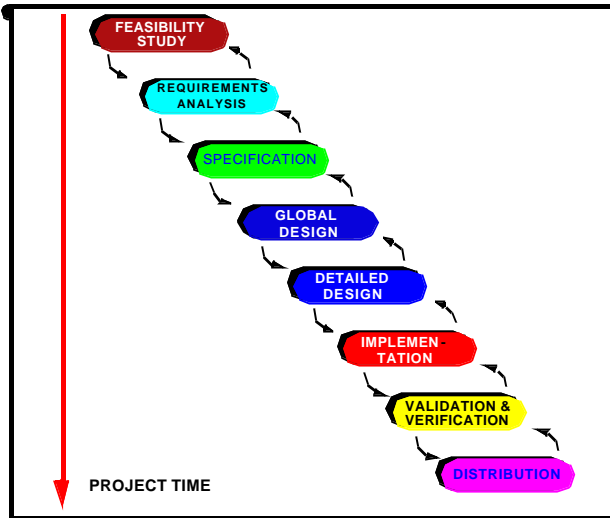 FEASIBILITY
STUDY
REQUIREMENTS
ANALYSIS
SPECIFICATION
GLOBAL
DESIGN
DETAILED
DESIGN
IMPLEMEN-
TATION
VALIDATION &
VERIFICATION
DISTRIBUTION
PROJECT TIME